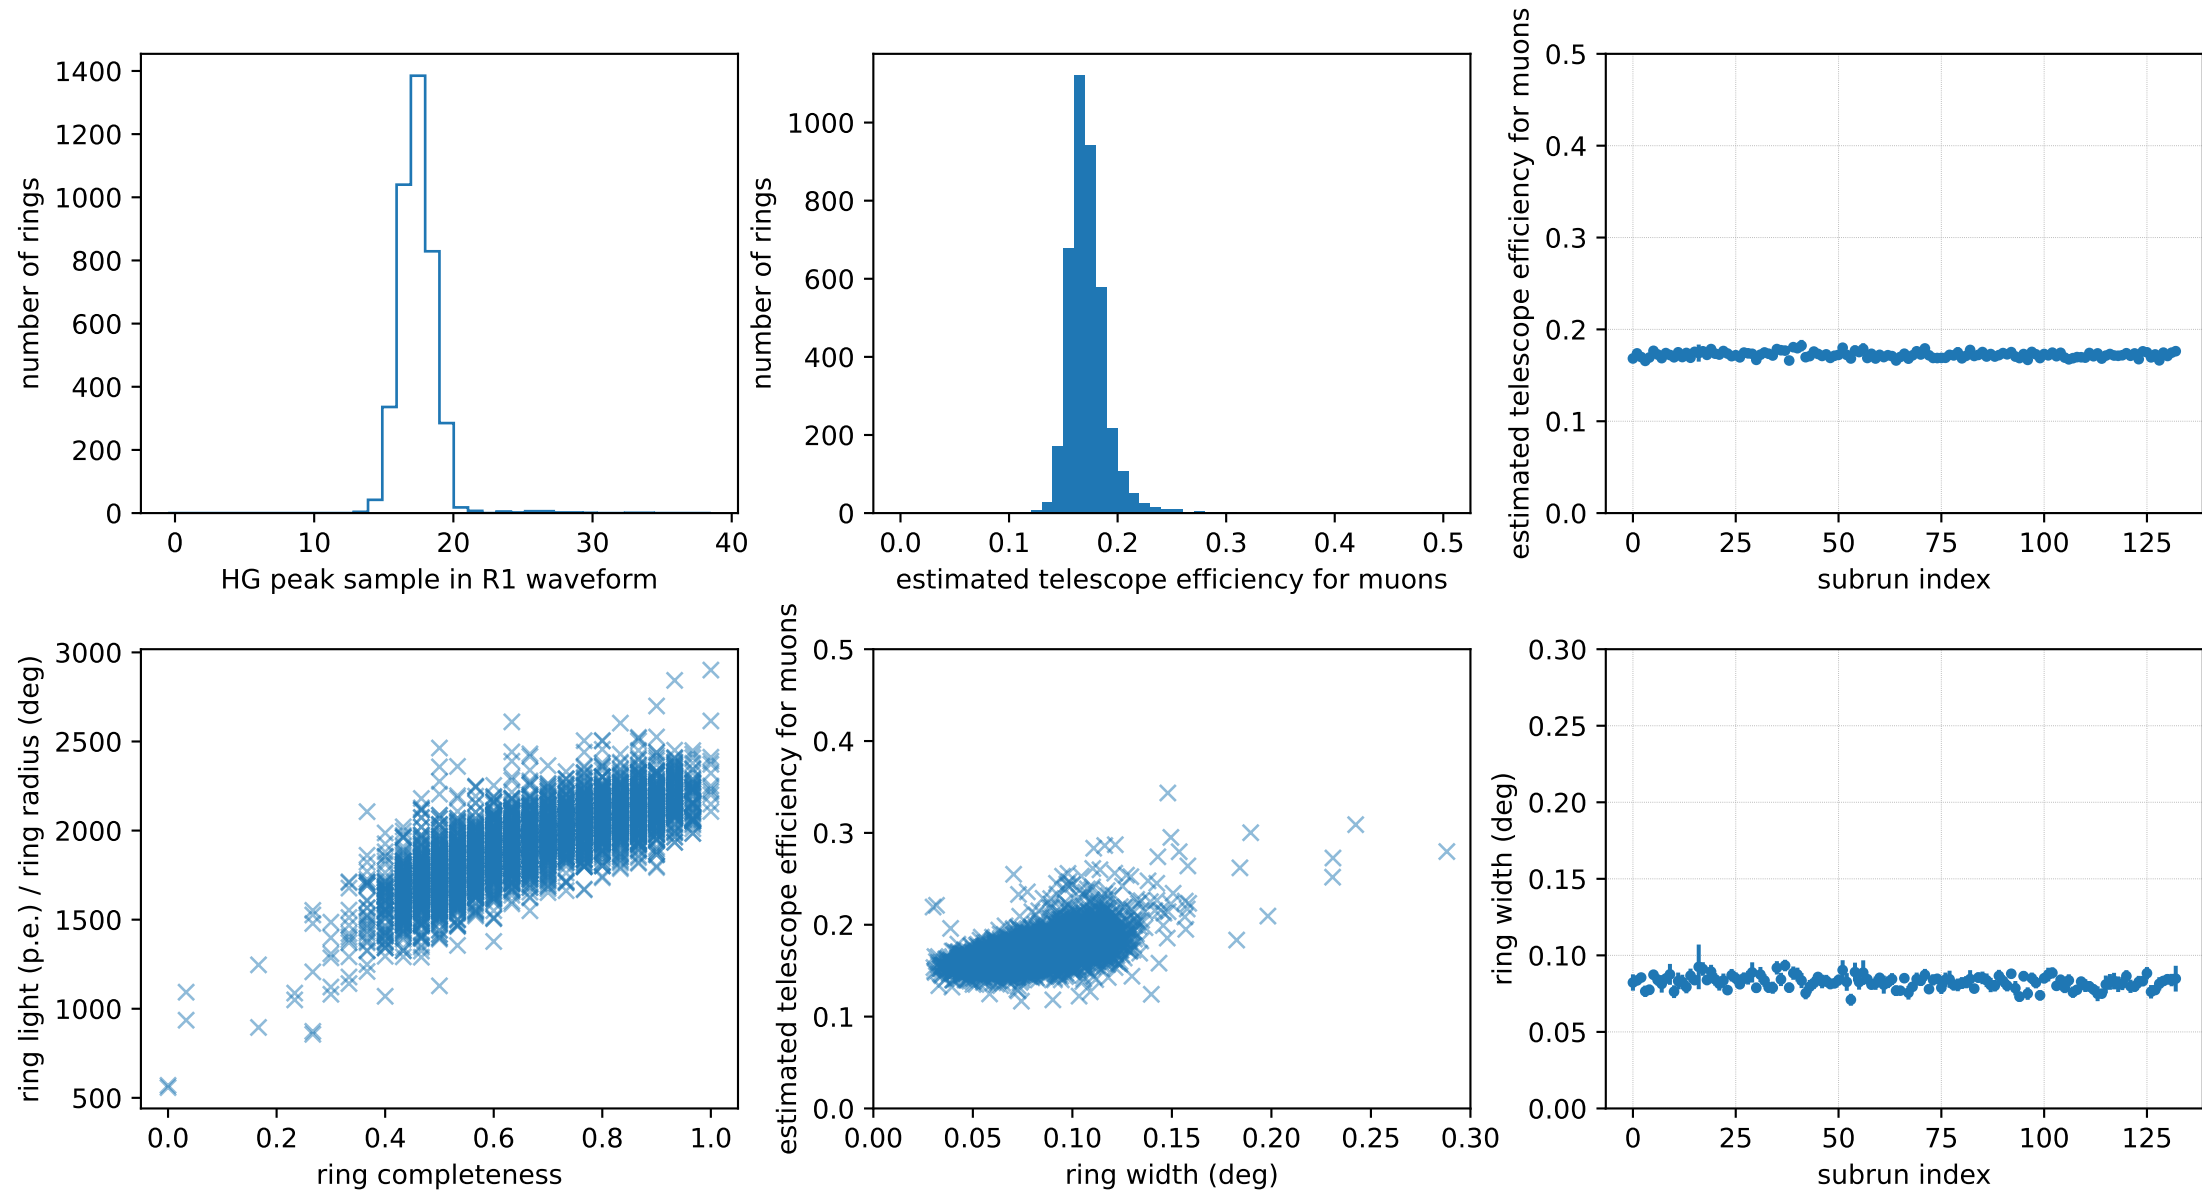 number of rings
1400
1200
1000
800
600
400
200
0
0 10 20 30 40
HG peak sample in R1 waveform
number of rings
1000
800
600
400
200
0
0.0 0.1 0.2 0.3 0.4 0.5
estimated telescope efficiency for muons
estimated telescope efficiency for muons
0.5
0.4
0.3
0.2
0.1
0.0
0 25 50 75 100 125
subrun index
ring light (p.e.) / ring radius (deg)
3000
2500
2000
1500
1000
500
0.0 0.2 0.4 0.6 0.8 1.0
ring completeness
estimated telescope efficiency for muons
0.5
0.4
0.3
0.2
0.1
0.0
0.00 0.05 0.10 0.15 0.20 0.25 0.30
ring width (deg)
ring width (deg)
0.30
0.25
0.20
0.15
0.10
0.05
0.00
0 25 50 75 100 125
subrun index